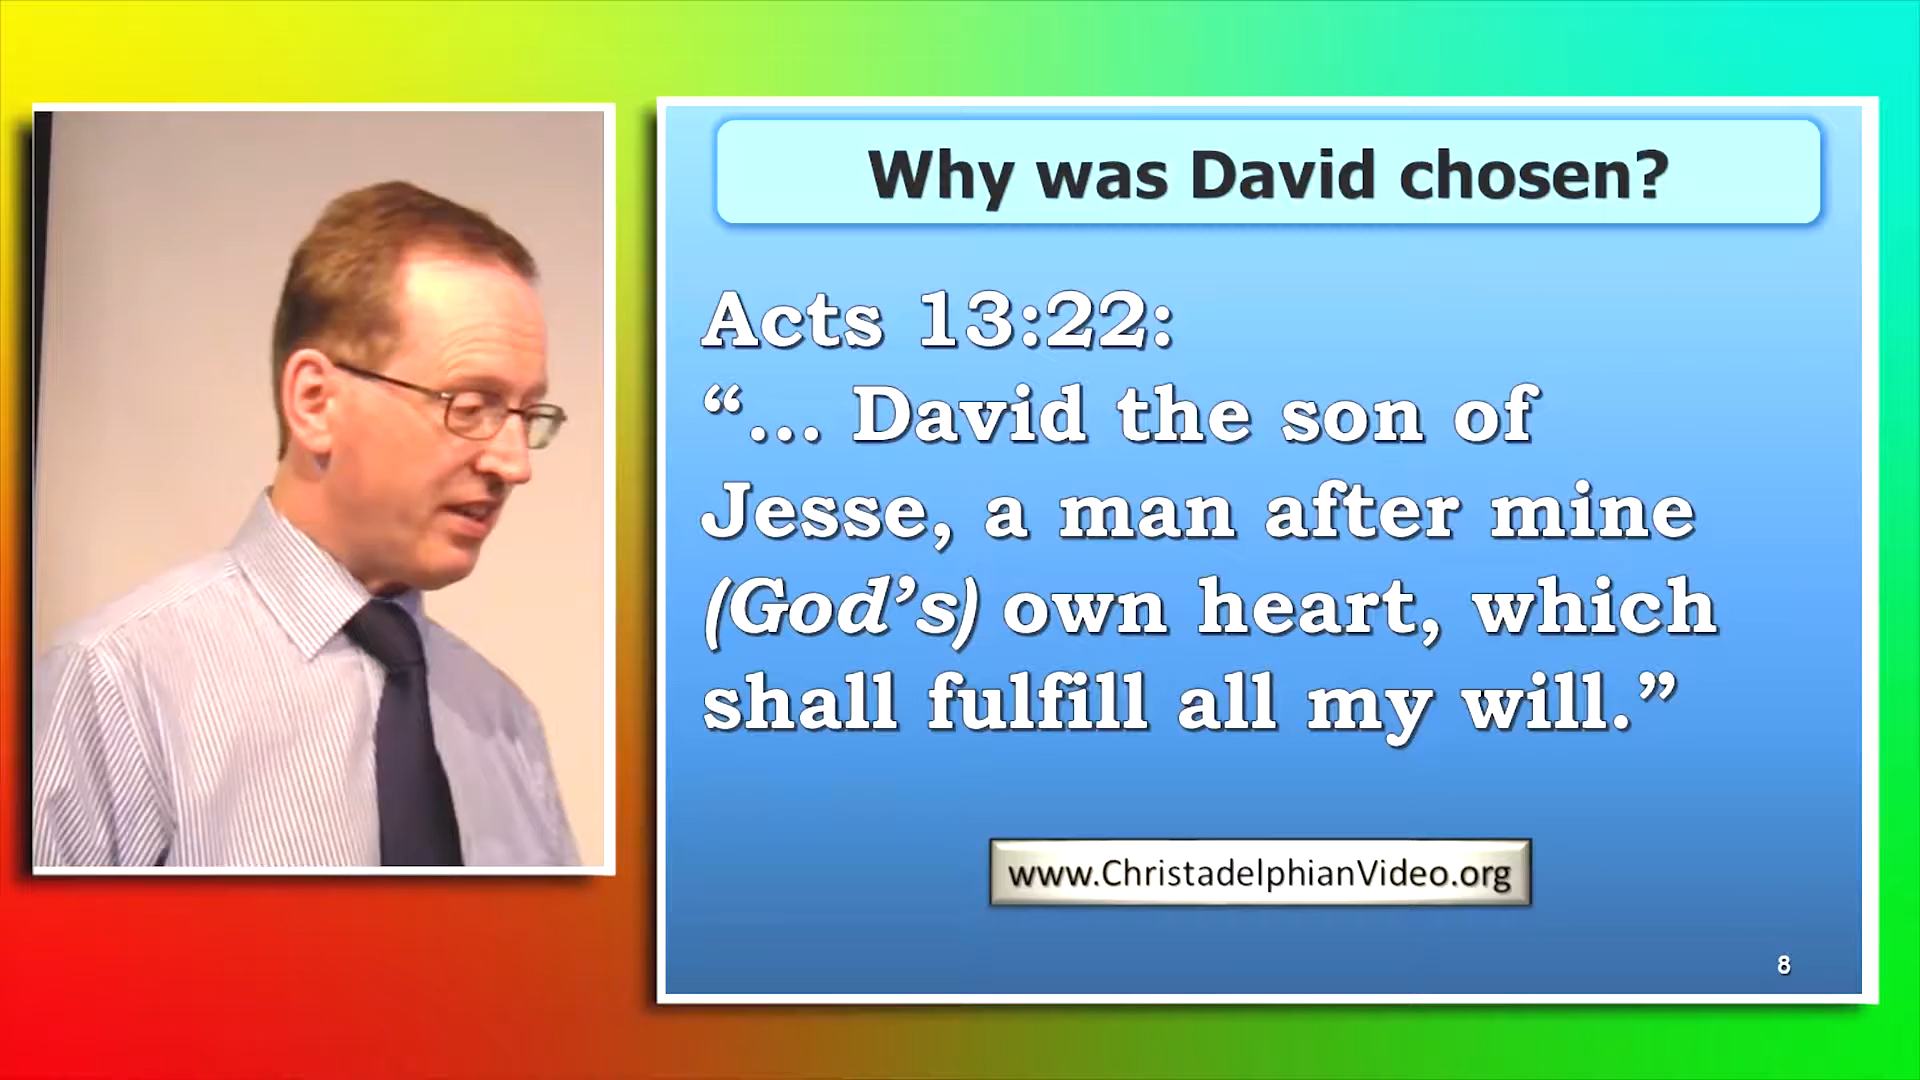 Why was David chosen?
Acts 13:22:
“... David the son of
Jesse, a man after mine
(God’s) own heart, which
shall fulfill all my will.”
www.ChristadelphianVideo.org
8